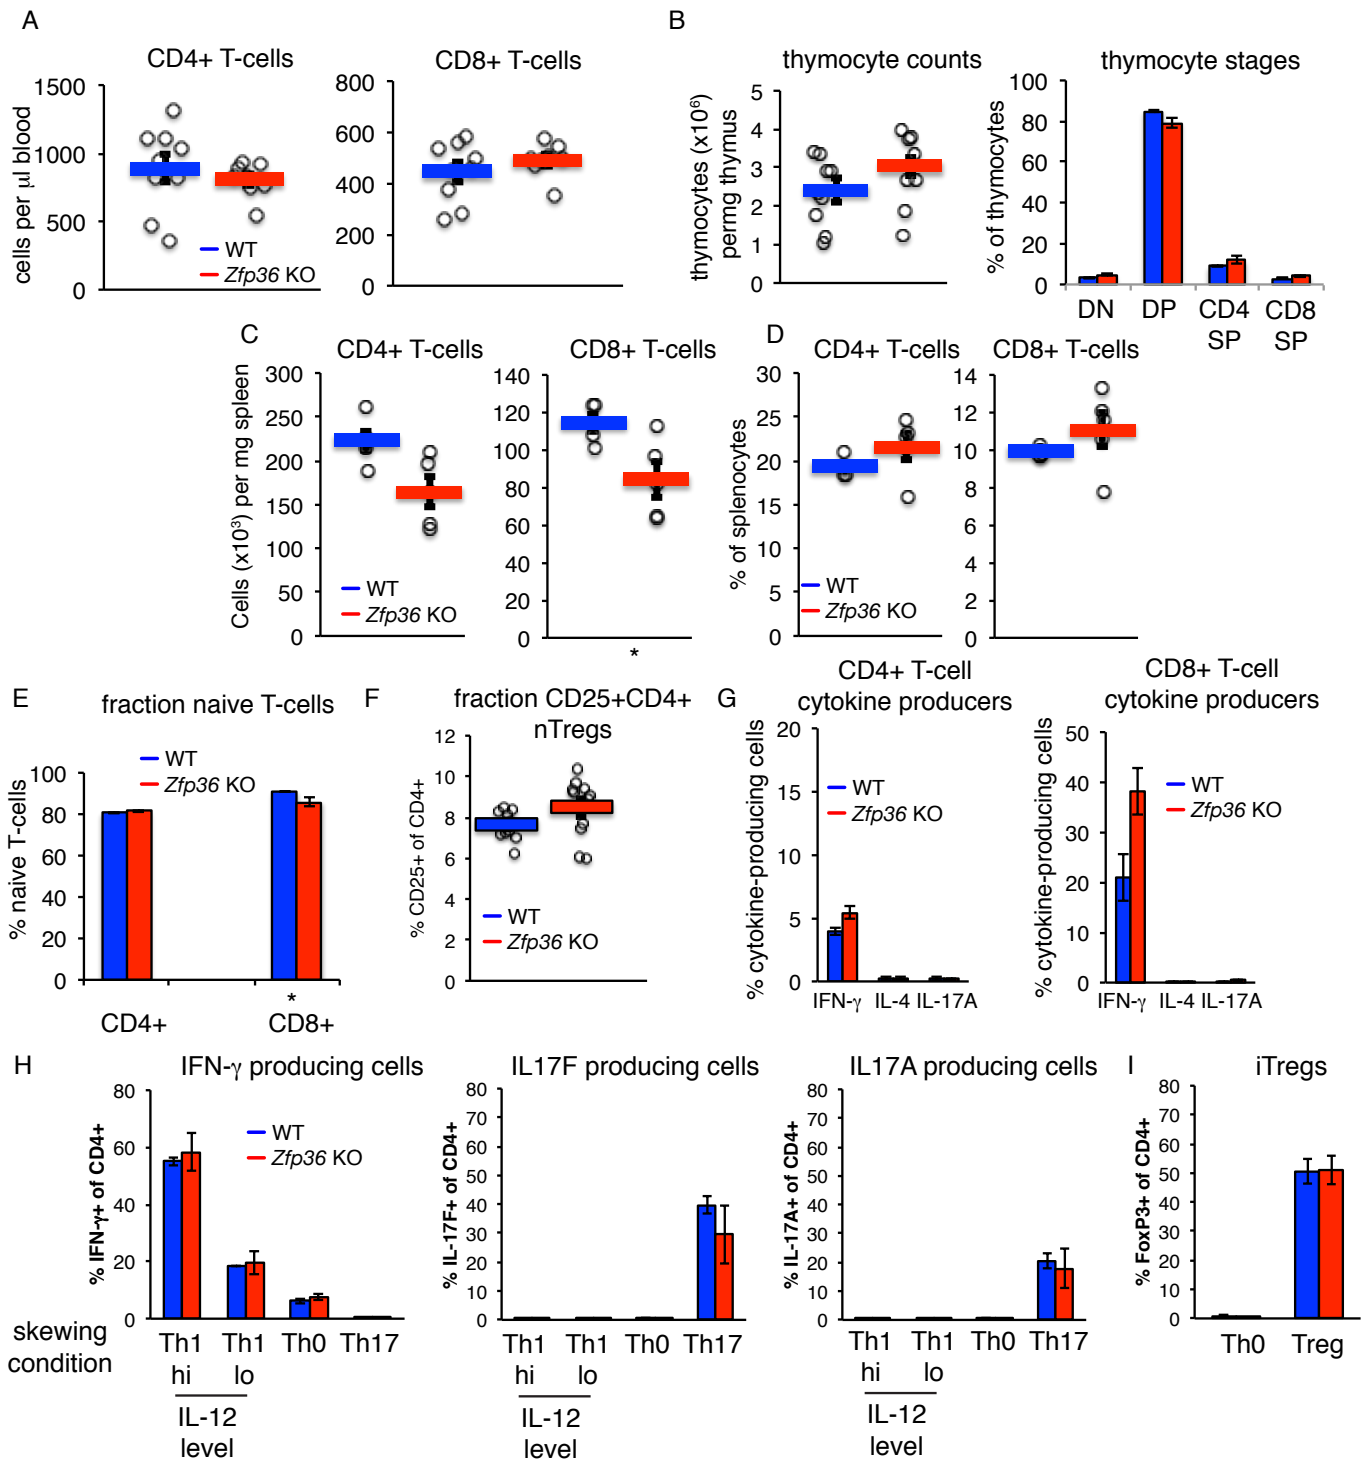 A
CD4+ T-cells
CD8+ T-cells
cells per µl blood
1500
1000
500
0
WT
Zfp36 KO
800
600
400
200
0
B
thymocyte counts
thymocyte stages
thymocytes (x10⁶)
permg thymus
5
4
3
2
1
0
% of thymocytes
100
80
60
40
20
0
DN DP CD4 CD8
SP SP
C
CD4+ T-cells
CD8+ T-cells
Cells (x10³) per mg spleen
300
250
200
150
100
50
0
WT
Zfp36 KO
140
120
100
80
60
40
20
0
*
D
CD4+ T-cells
CD8+ T-cells
% of splenocytes
30
25
20
15
10
5
0
WT
Zfp36 KO
14
12
10
8
6
4
2
0
E
fraction naive T-cells
WT
Zfp36 KO
% naive T-cells
100
80
60
40
20
0
*
CD4+ CD8+
F
fraction CD25+CD4+
nTregs
% CD25+ of CD4+
12
10
8
6
4
2
0
WT
Zfp36 KO
G
CD4+ T-cell
cytokine producers
% cytokine-producing cells
20
15
10
5
0
WT
Zfp36 KO
IFN-γ IL-4 IL-17A
CD8+ T-cell
cytokine producers
% cytokine-producing cells
50
40
30
20
10
0
WT
Zfp36 KO
IFN-γ IL-4 IL-17A
H
IFN-γ producing cells
% IFN-γ+ of CD4+
80
60
40
20
0
WT
Zfp36 KO
skewing
condition
Th1 Th1 Th0 Th17
hi lo
IL-12
level
IL17F producing cells
% IL-17F+ of CD4+
80
70
60
50
40
30
20
10
0
Th1 Th1 Th0 Th17
hi lo
IL-12
level
IL17A producing cells
% IL-17A+ of CD4+
80
70
60
50
40
30
20
10
0
Th1 Th1 Th0 Th17
hi lo
IL-12
level
I
iTregs
% FoxP3+ of CD4+
80
70
60
50
40
30
20
10
0
Th0 Treg